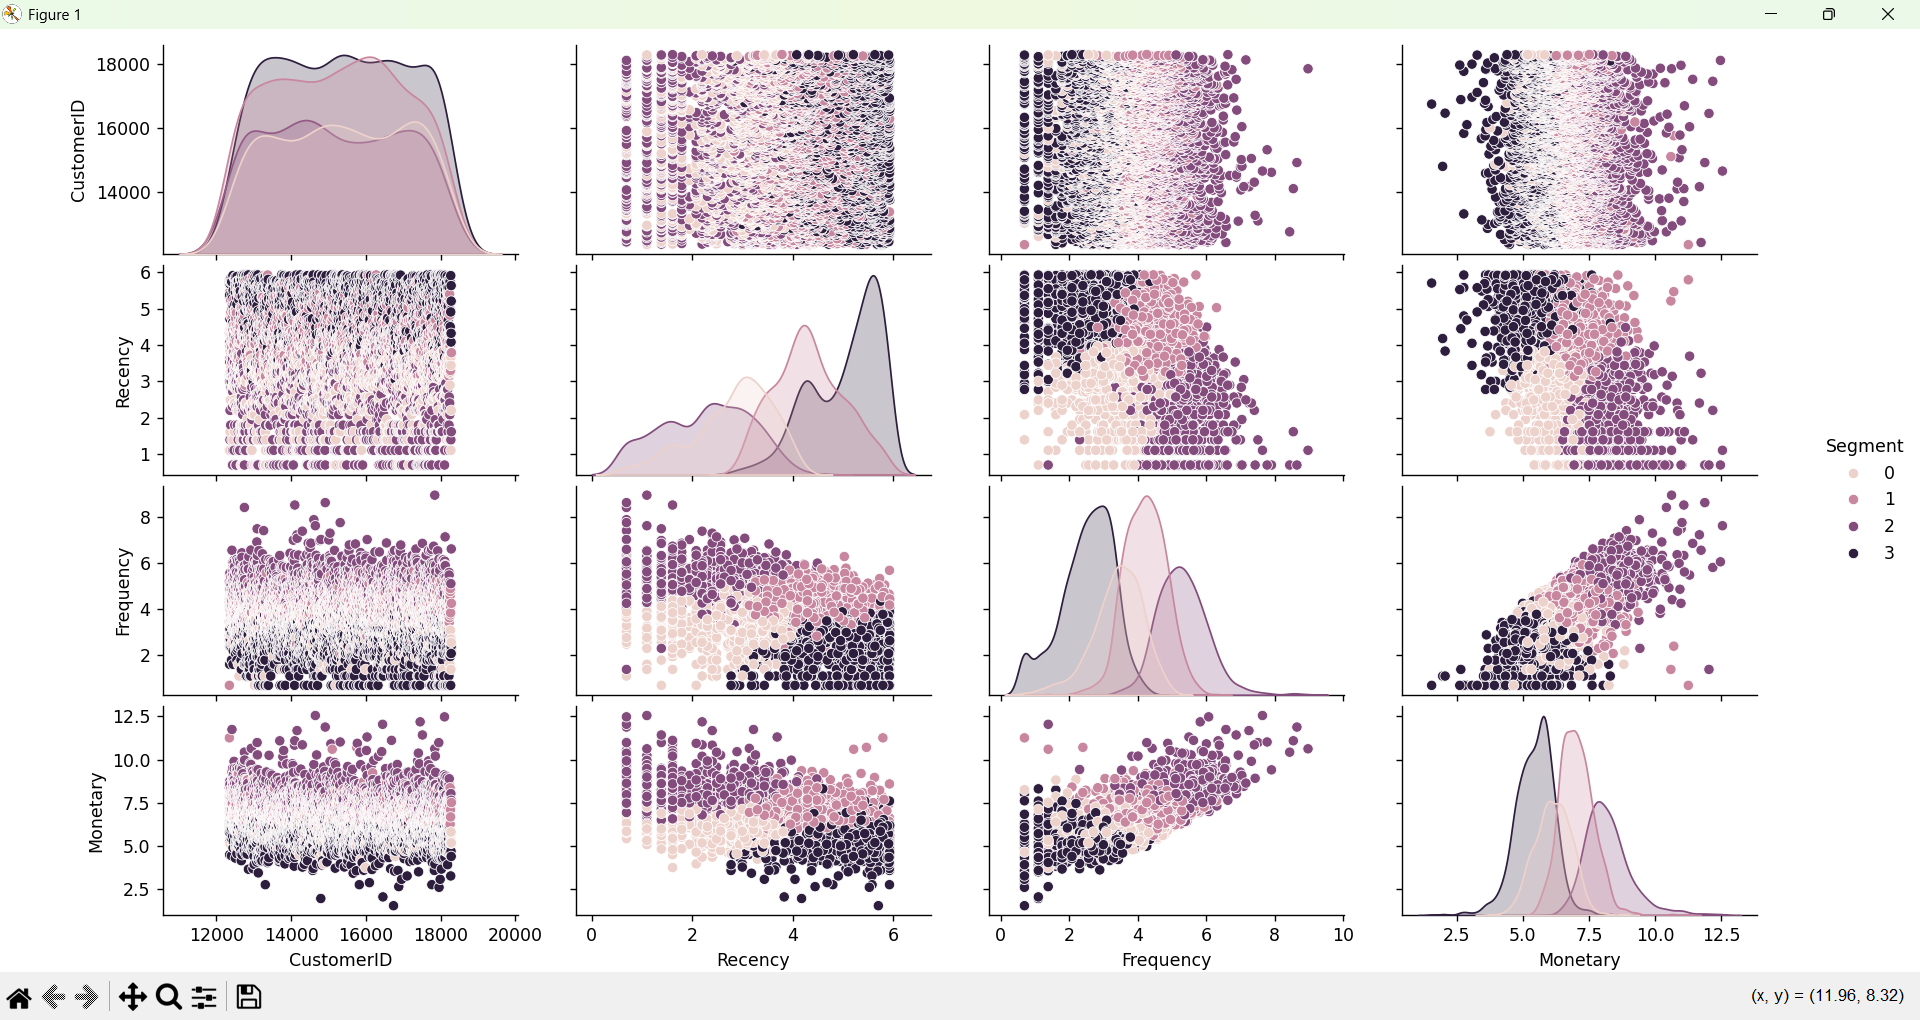 Figure 1
18000
16000
14000
CustomerID
6
5
4
3
2
1
Recency
8
6
4
2
Frequency
12.5
10.0
7.5
5.0
2.5
Monetary
12000 14000 16000 18000 20000
CustomerID
0 2 4 6
Recency
0 2 4 6 8 10
Frequency
2.5 5.0 7.5 10.0 12.5
Monetary
Segment
0
1
2
3
(x, y) = (11.96, 8.32)